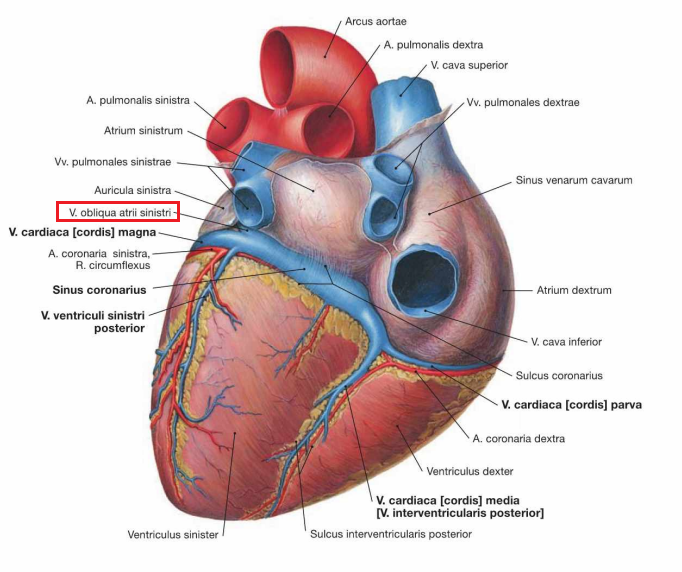 Arcus aortae
A. pulmonalis dextra
V. cava superior
A. pulmonalis sinistra
Vv. pulmonales dextrae
Atrium sinistrum
Vv. pulmonales sinistrae
Sinus venarum cavarum
Auricula sinistra
V. obliqua atrii sinistri
V. cardiaca [cordis] magna
A. coronaria sinistra,
R. circumflexus
Sinus coronarius
Atrium dextrum
V. ventriculi sinistri
posterior
V. cava inferior
Sulcus coronarius
V. cardiaca [cordis] parva
A. coronaria dextra
Ventriculus dexter
V. cardiaca [cordis] media
[V. interventricularis posterior]
Ventriculus sinister
Sulcus interventricularis posterior